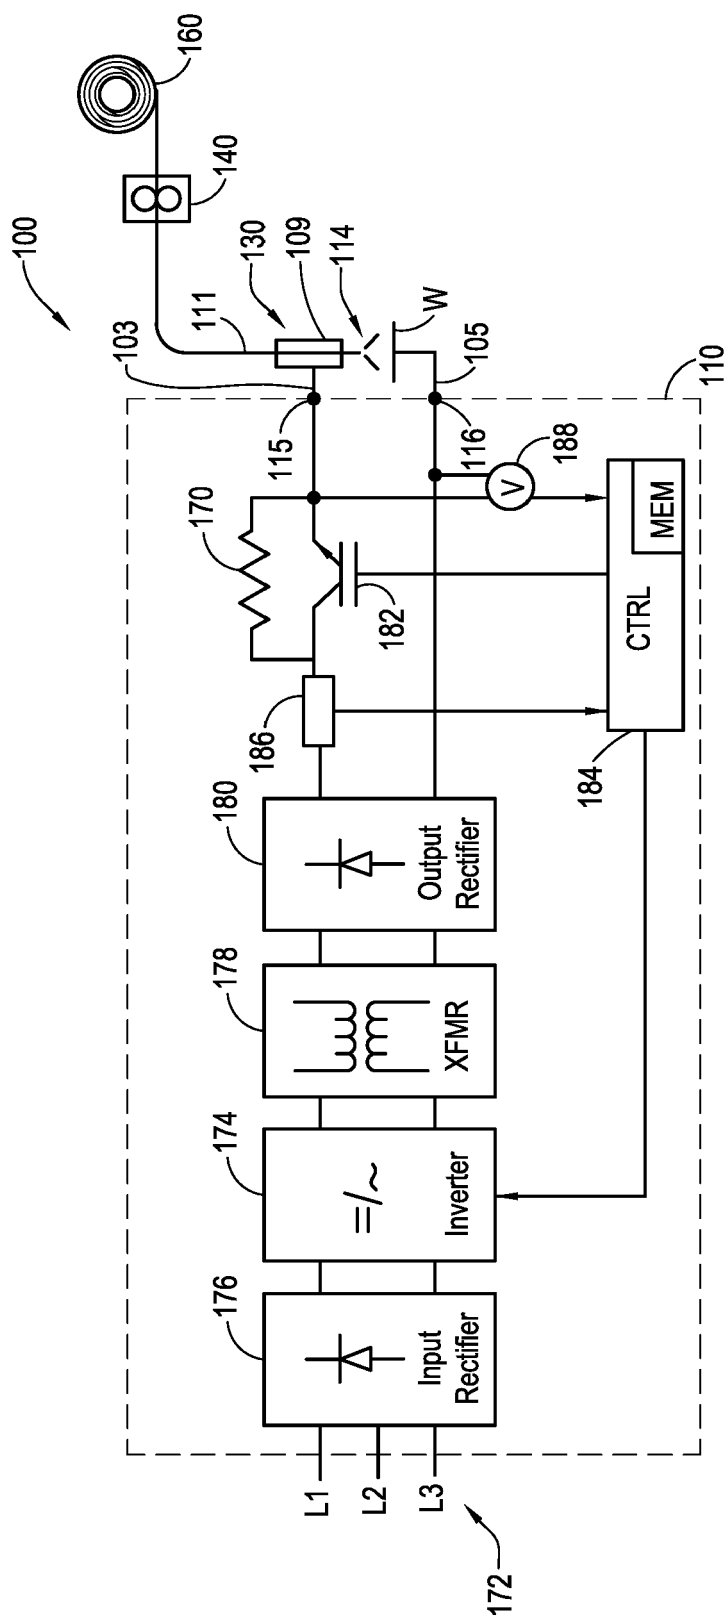 100
160
140
130
109
114
W
111
103
105
110
115
116
188
V
170
182
MEM
CTRL
186
184
180
Output
Rectifier
178
XFMR
174
=/~
Inverter
176
Input
Rectifier
L1
L2
L3
172